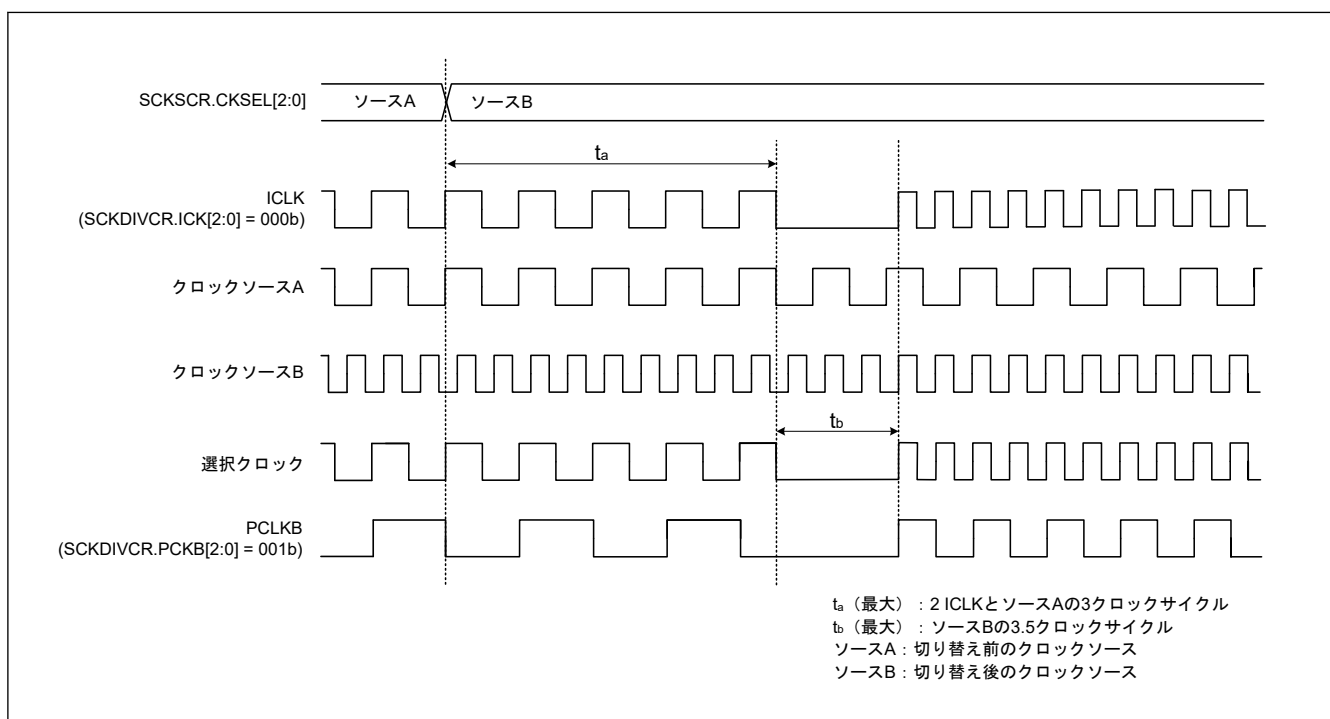 SCKSCR.CKSEL[2:0]
ソースA
ソースB
ta
ICLK
(SCKDIVCR.ICK[2:0] = 000b)
クロックソースA
クロックソースB
tb
選択クロック
PCLKB
(SCKDIVCR.PCKB[2:0] = 001b)
ta（最大）：2 ICLKとソースAの3クロックサイクル
tb（最大）：ソースBの3.5クロックサイクル
ソースA：切り替え前のクロックソース
ソースB：切り替え後のクロックソース